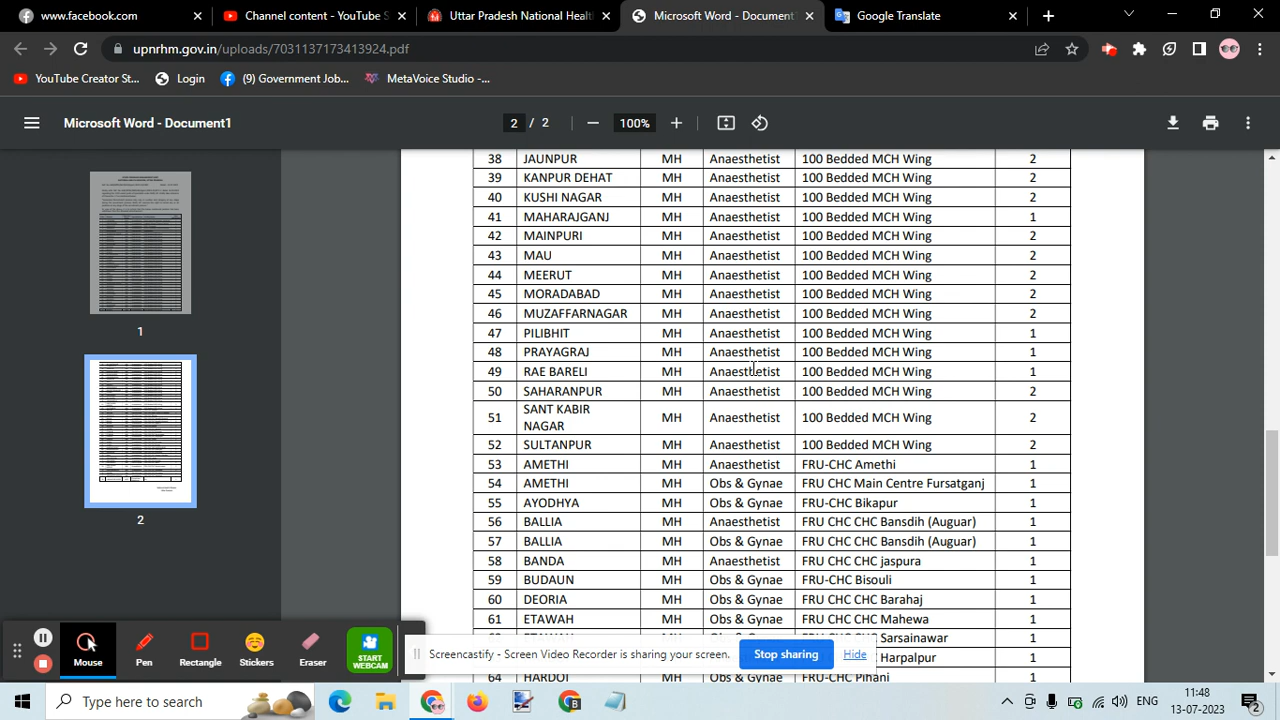 www.facebook.com
Channel content - YouTube S
Uttar Pradesh National Healt
Microsoft Word - Document
Google Translate
upnrhm.gov.in/uploads/7031137173413924.pdf
YouTube Creator St...
Login
(9) Government Job...
MetaVoice Studio -...
Microsoft Word - Document1
2 / 2
100%
38 JAUNPUR MH Anaesthetist 100 Bedded MCH Wing 2
39 KANPUR DEHAT MH Anaesthetist 100 Bedded MCH Wing 2
40 KUSHI NAGAR MH Anaesthetist 100 Bedded MCH Wing 2
41 MAHARAJGANJ MH Anaesthetist 100 Bedded MCH Wing 1
42 MAINPURI MH Anaesthetist 100 Bedded MCH Wing 2
43 MAU MH Anaesthetist 100 Bedded MCH Wing 2
44 MEERUT MH Anaesthetist 100 Bedded MCH Wing 2
45 MORADABAD MH Anaesthetist 100 Bedded MCH Wing 2
46 MUZAFFARNAGAR MH Anaesthetist 100 Bedded MCH Wing 2
47 PILIBHIT MH Anaesthetist 100 Bedded MCH Wing 1
48 PRAYAGRAJ MH Anaesthetist 100 Bedded MCH Wing 1
49 RAE BARELI MH Anaesthetist 100 Bedded MCH Wing 1
50 SAHARANPUR MH Anaesthetist 100 Bedded MCH Wing 2
51 SANT KABIR NAGAR MH Anaesthetist 100 Bedded MCH Wing 2
52 SULTANPUR MH Anaesthetist 100 Bedded MCH Wing 2
53 AMETHI MH Anaesthetist FRU-CHC Amethi 1
54 AMETHI MH Obs & Gynae FRU CHC Main Centre Fursatganj 1
55 AYODHYA MH Obs & Gynae FRU-CHC Bikapur 1
56 BALLIA MH Anaesthetist FRU CHC CHC Bansdih (Auguar) 1
57 BALLIA MH Obs & Gynae FRU CHC CHC Bansdih (Auguar) 1
58 BANDA MH Anaesthetist FRU CHC CHC jaspura 1
59 BUDAUN MH Obs & Gynae FRU-CHC Bisouli 1
60 DEORIA MH Obs & Gynae FRU CHC CHC Barahaj 1
61 ETAWAH MH Obs & Gynae FRU CHC CHC Mahewa 1
Sarsainawar 1
C Harpalpur 1
64 HARDOI MH Obs & Gynae FRU-CHC Pihani 1
1
2
Mouse
Pen
Rectangle
Stickers
Eraser
START
WEBCAM
Screencastify - Screen Video Recorder is sharing your screen.
Stop sharing
Hide
Type here to search
ENG
11:48
13-07-2023
2